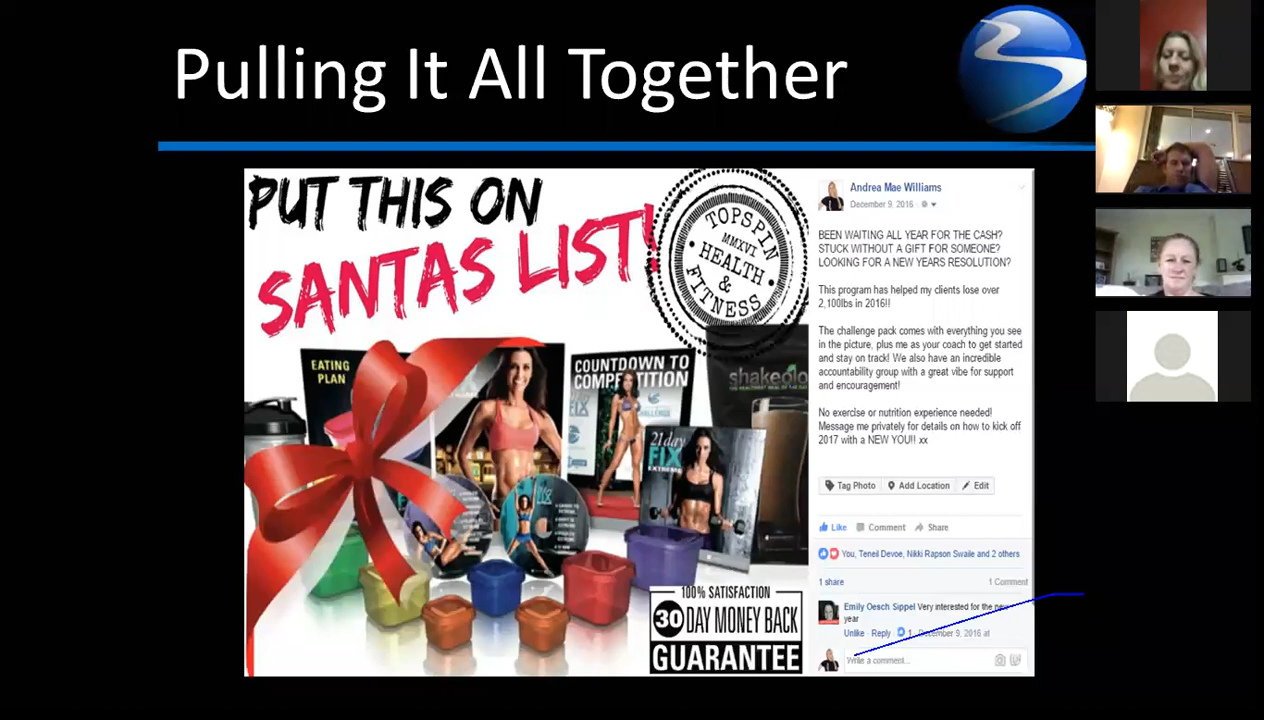 Pulling It All Together
PUT THIS ON
SANTAS LIST!
TOPSPIN
MMXVI
HEALTH
&
FITNESS
EATING
PLAN
COUNTDOWN TO
COMPETITION
shakeolo
21 day
FIX
EXTREME
100% SATISFACTION
30 DAY MONEY BACK
GUARANTEE
Andrea Mae Williams
December 9, 2016
BEEN WAITING ALL YEAR FOR THE CASH?
STUCK WITHOUT A GIFT FOR SOMEONE?
LOOKING FOR A NEW YEARS RESOLUTION?
This program has helped my clients lose over
2,100lbs in 2016!!
The challenge pack comes with everything you see
in the picture, plus me as your coach to get started
and stay on track! We also have an incredible
accountability group with a great vibe for support
and encouragement!
No exercise or nutrition experience needed!
Message me privately for details on how to kick off
2017 with a NEW YOU!! xx
Tag Photo Add Location Edit
Like Comment Share
You, Teneil Devoe, Nikki Rapson Swaile and 2 others
1 share 1 Comment
Emily Oesch Sippel Very interested for the new
year
Unlike · Reply · 1 · December 9, 2016 at
Write a comment...